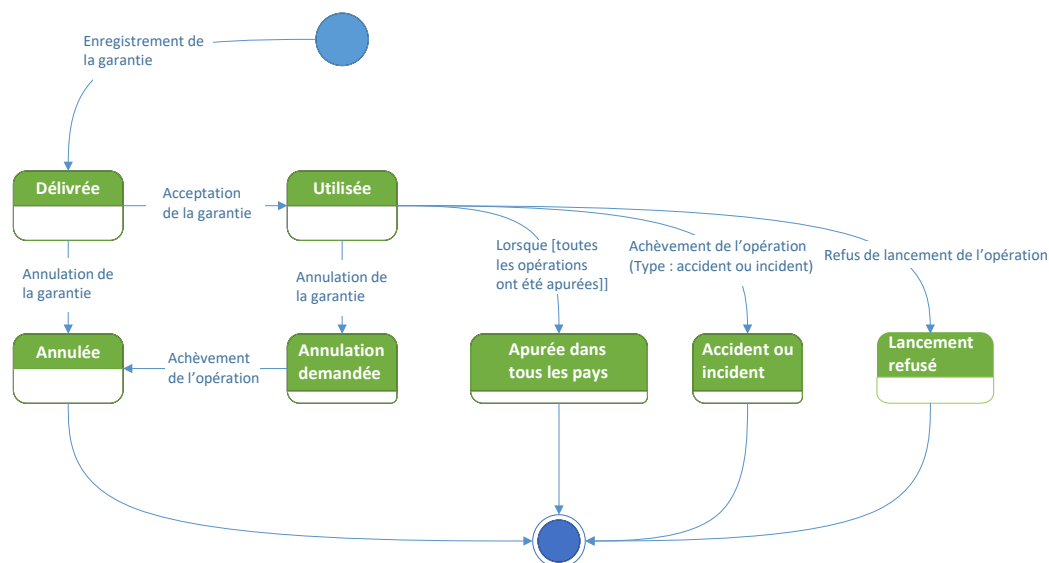 Enregistrement de
la garantie
Délivrée
Acceptation
de la garantie
Utilisée
Annulation de
la garantie
Annulation de
la garantie
Lorsque [toutes
les opérations
ont été apurées]]
Achèvement de l’opération
(Type : accident ou incident)
Refus de lancement de l’opération
Annulée
Achèvement
de l’opération
Annulation
demandée
Apurée dans
tous les pays
Accident ou
incident
Lancement
refusé